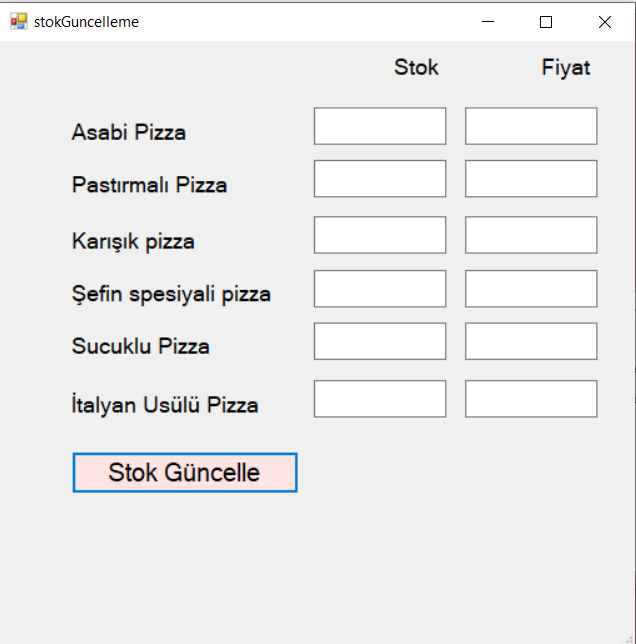 stokGuncelleme
Stok Fiyat
Asabi Pizza
Pastırmalı Pizza
Karışık pizza
Şefin spesiyali pizza
Sucuklu Pizza
İtalyan Usülü Pizza
Stok Güncelle